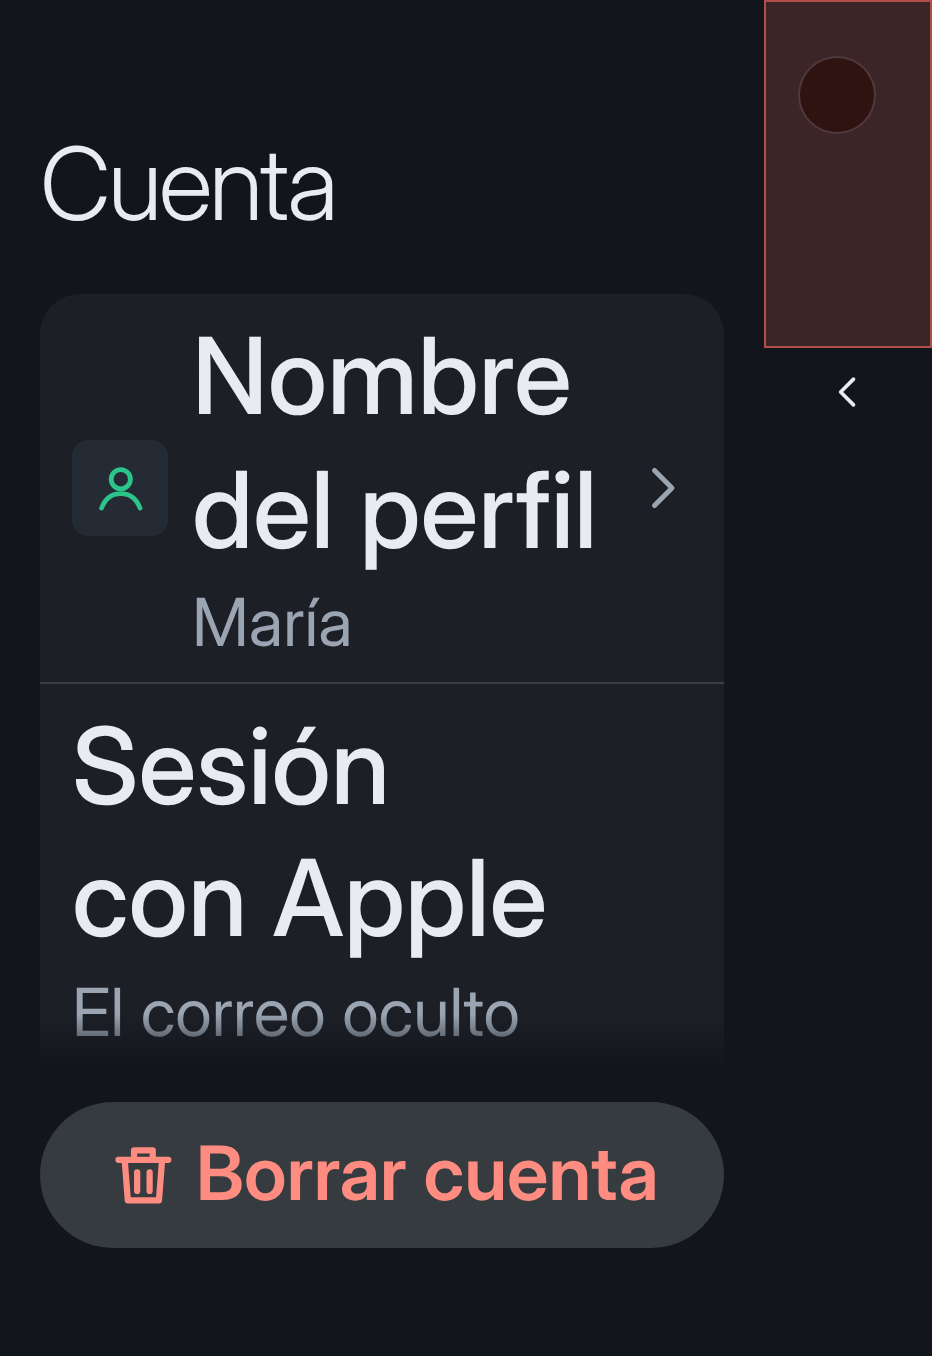 Cuenta
Nombre
del perfil
María
Sesión
con Apple
El correo oculto
Borrar cuenta